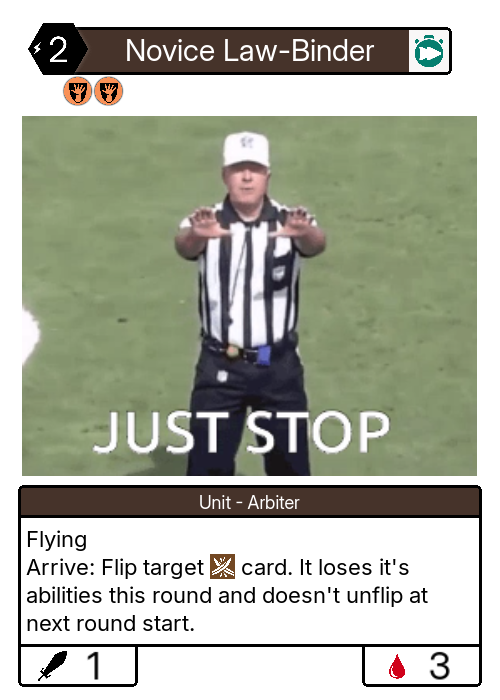 2
Novice Law-Binder
JUST STOP
Unit - Arbiter
Flying
Arrive: Flip target card. It loses it's
abilities this round and doesn't unflip at
next round start.
1
3